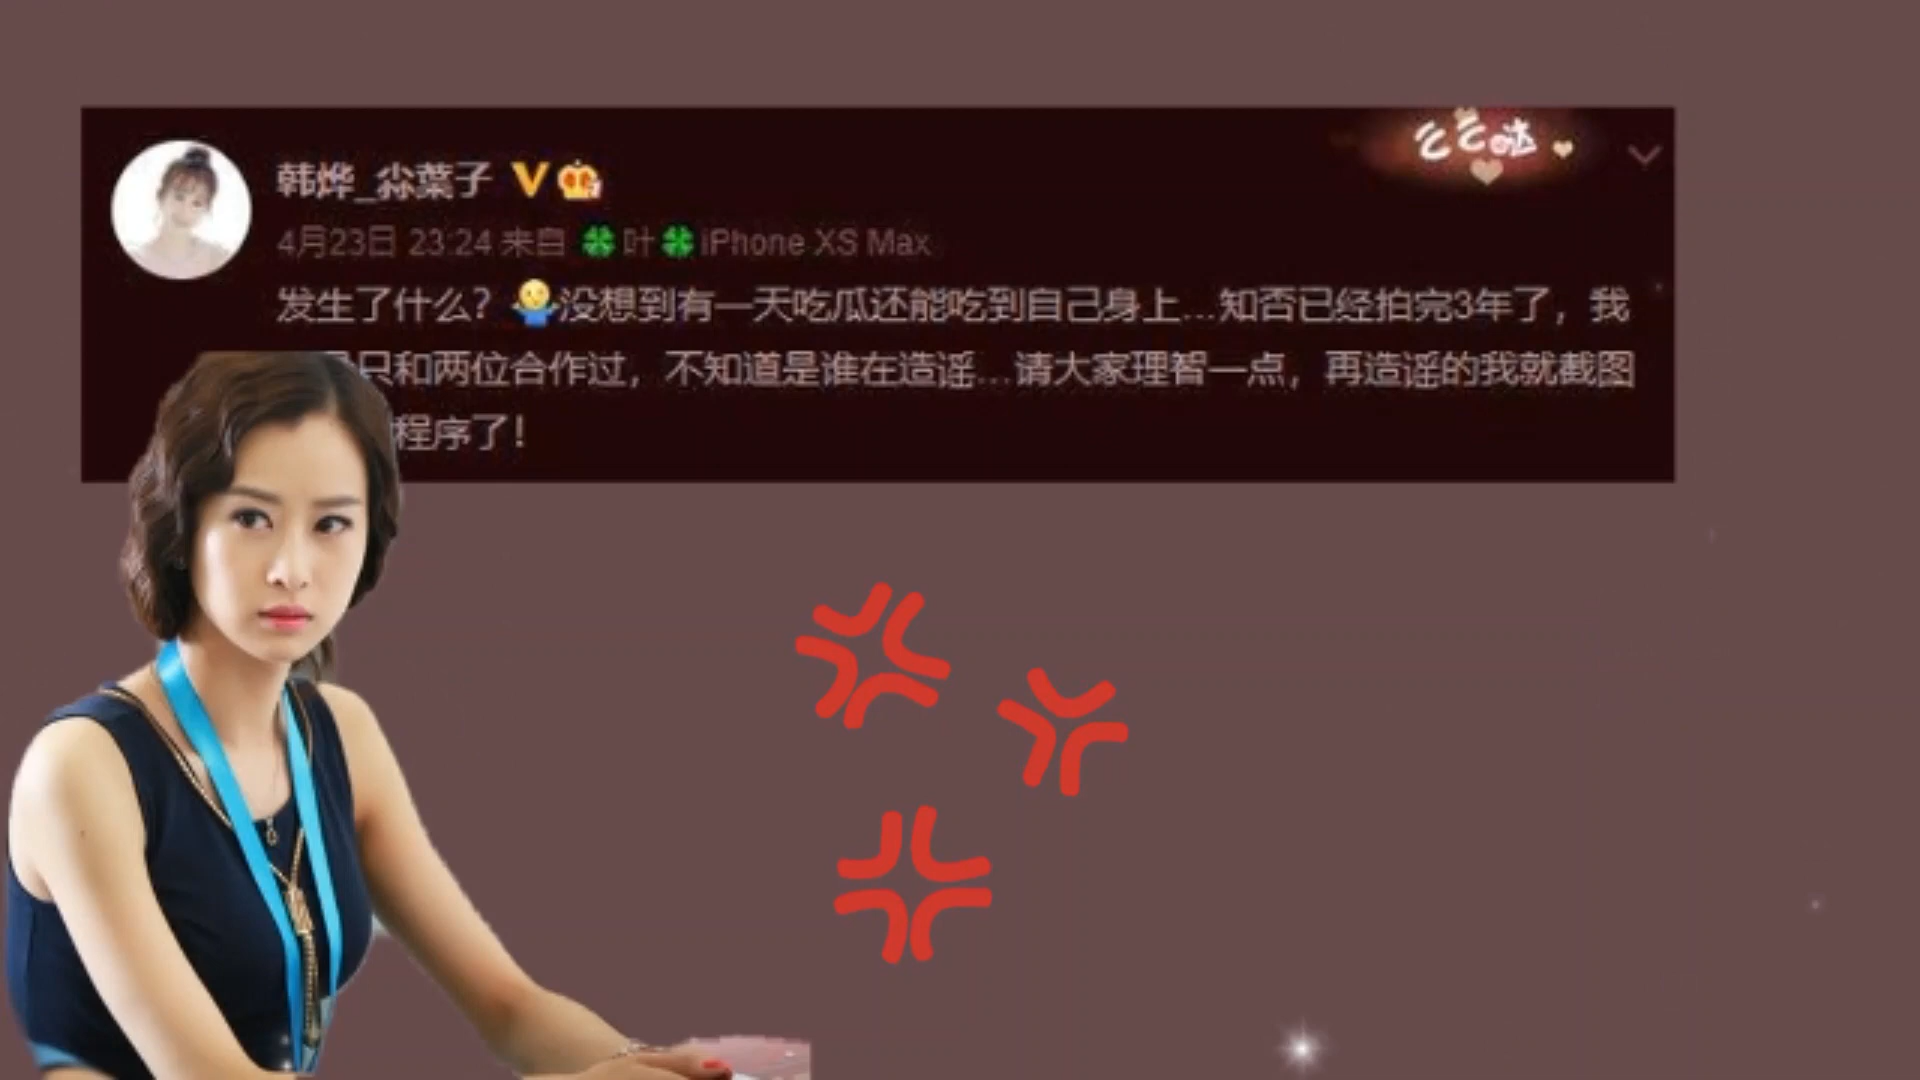 么么哒
韩烨_尛葉子
4月23日 23:24 来自 叶 iPhone XS Max
发生了什么？没想到有一天吃瓜还能吃到自己身上...知否已经拍完3年了，我
只和两位合作过，不知道是谁在造谣...请大家理智一点，再造谣的我就截图
程序了！